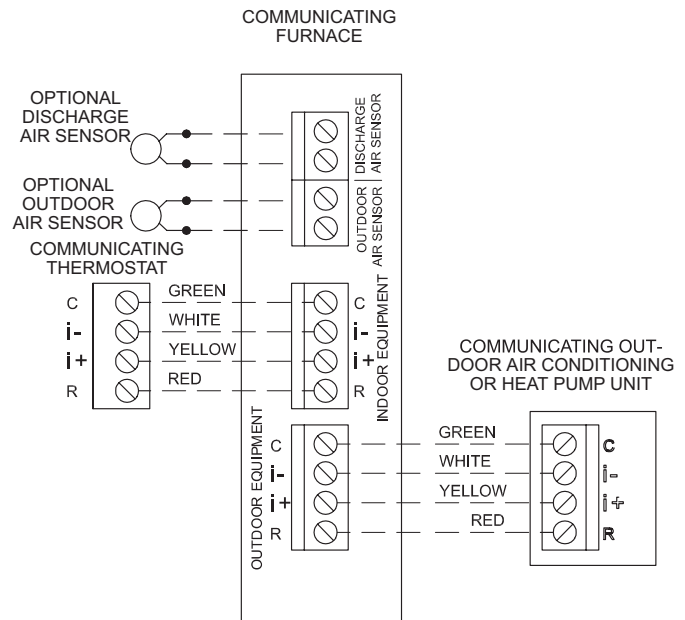 COMMUNICATING
FURNACE
OPTIONAL
DISCHARGE
AIR SENSOR
DISCHARGE
AIR SENSOR
OPTIONAL
OUTDOOR
AIR SENSOR
OUTDOOR
AIR SENSOR
COMMUNICATING
THERMOSTAT
C GREEN C
i- WHITE i-
i+ YELLOW i+
R RED R
INDOOR EQUIPMENT
COMMUNICATING OUT-
DOOR AIR CONDITIONING
OR HEAT PUMP UNIT
OUTDOOR EQUIPMENT
C GREEN C
i- WHITE i-
i+ YELLOW i+
R RED R